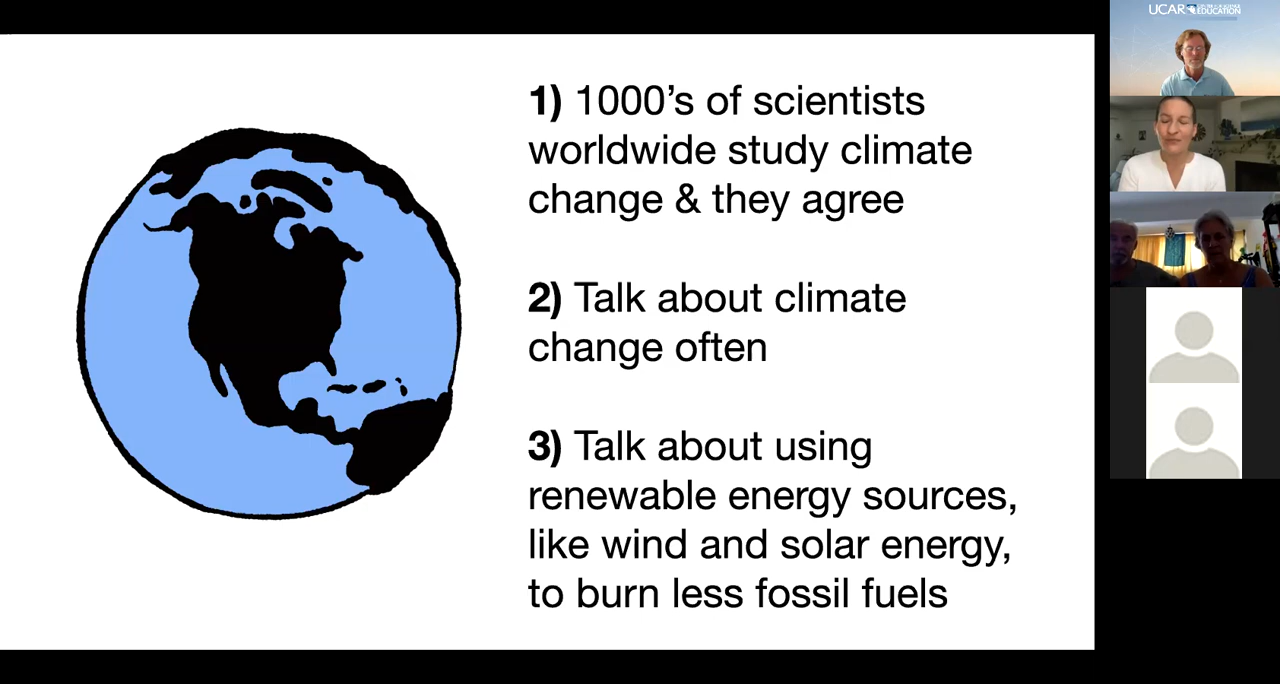 1) 1000’s of scientists
worldwide study climate
change & they agree
2) Talk about climate
change often
3) Talk about using
renewable energy sources,
like wind and solar energy,
to burn less fossil fuels
UCAR
EDUCATION